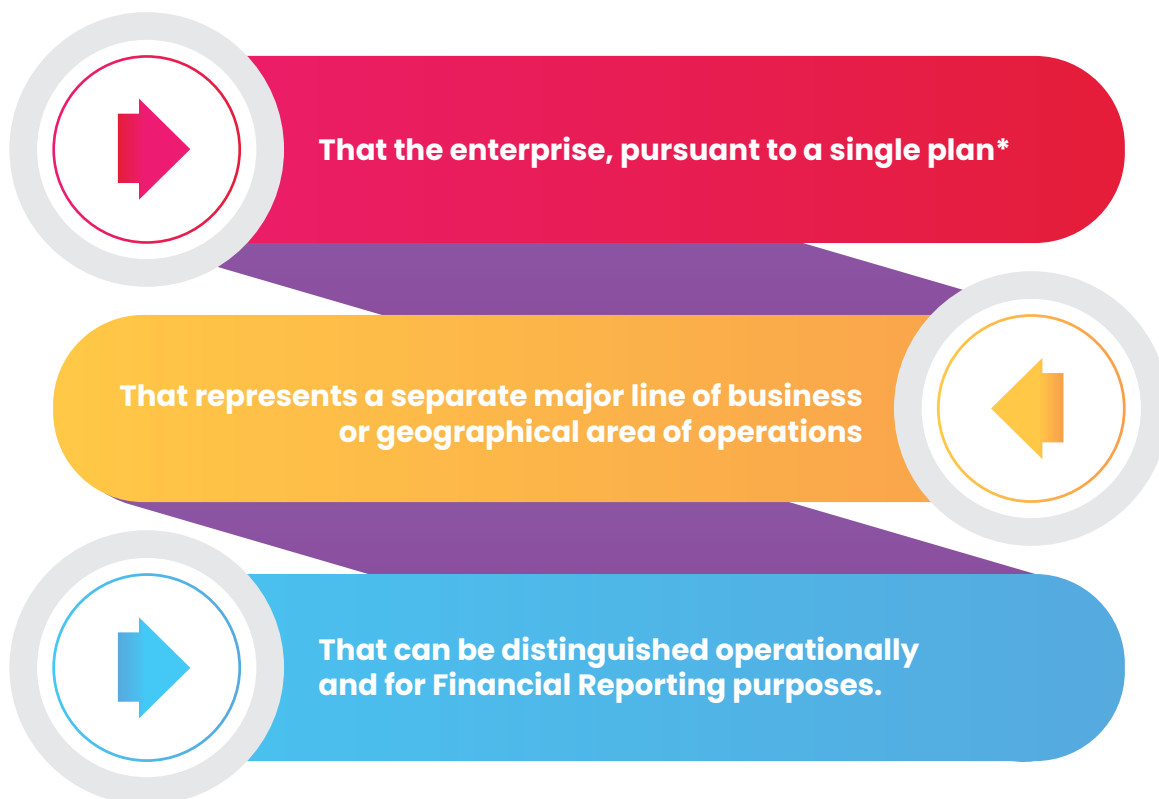 That the enterprise, pursuant to a single plan*
That represents a separate major line of business
or geographical area of operations
That can be distinguished operationally
and for Financial Reporting purposes.